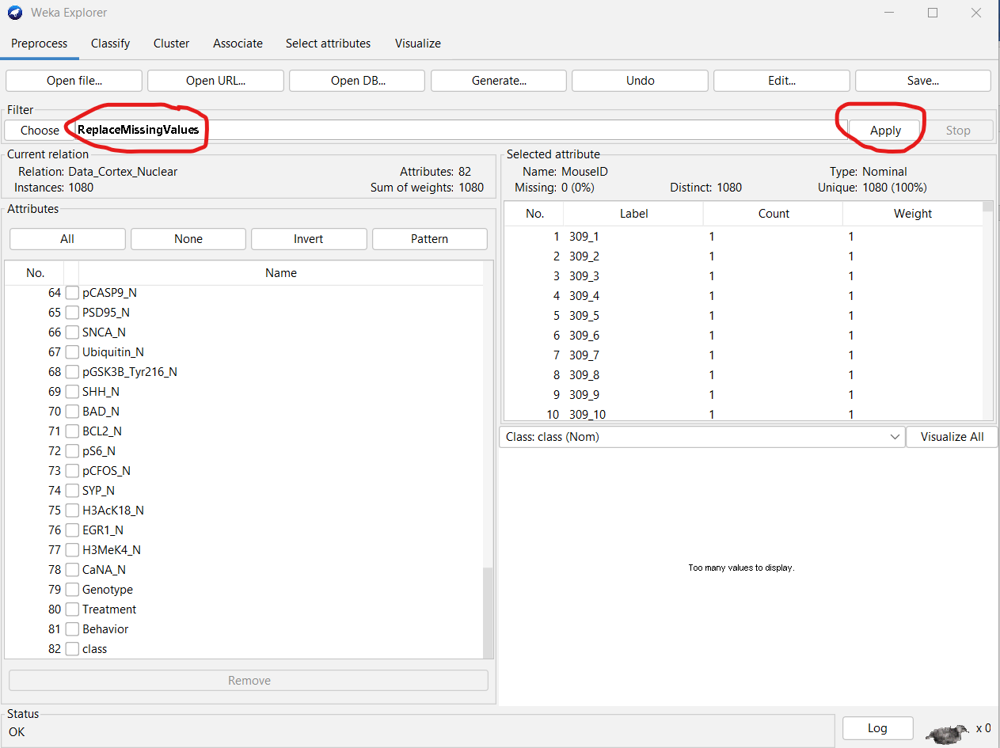 Weka Explorer
Preprocess Classify Cluster Associate Select attributes Visualize
Open file... Open URL... Open DB... Generate... Undo Edit... Save...
Filter
Choose ReplaceMissingValues Apply Stop
Current relation
Relation: Data_Cortex_Nuclear Attributes: 82
Instances: 1080 Sum of weights: 1080
Attributes
All None Invert Pattern
No. Name
64 pCASP9_N
65 PSD95_N
66 SNCA_N
67 Ubiquitin_N
68 pGSK3B_Tyr216_N
69 SHH_N
70 BAD_N
71 BCL2_N
72 pS6_N
73 pCFOS_N
74 SYP_N
75 H3AcK18_N
76 EGR1_N
77 H3MeK4_N
78 CaNA_N
79 Genotype
80 Treatment
81 Behavior
82 class
Remove
Selected attribute
Name: MouseID Type: Nominal
Missing: 0 (0%) Distinct: 1080 Unique: 1080 (100%)
No. Label Count Weight
1 309_1 1 1
2 309_2 1 1
3 309_3 1 1
4 309_4 1 1
5 309_5 1 1
6 309_6 1 1
7 309_7 1 1
8 309_8 1 1
9 309_9 1 1
10 309_10 1 1
Class: class (Nom) Visualize All
Too many values to display.
Status
OK
Log x 0